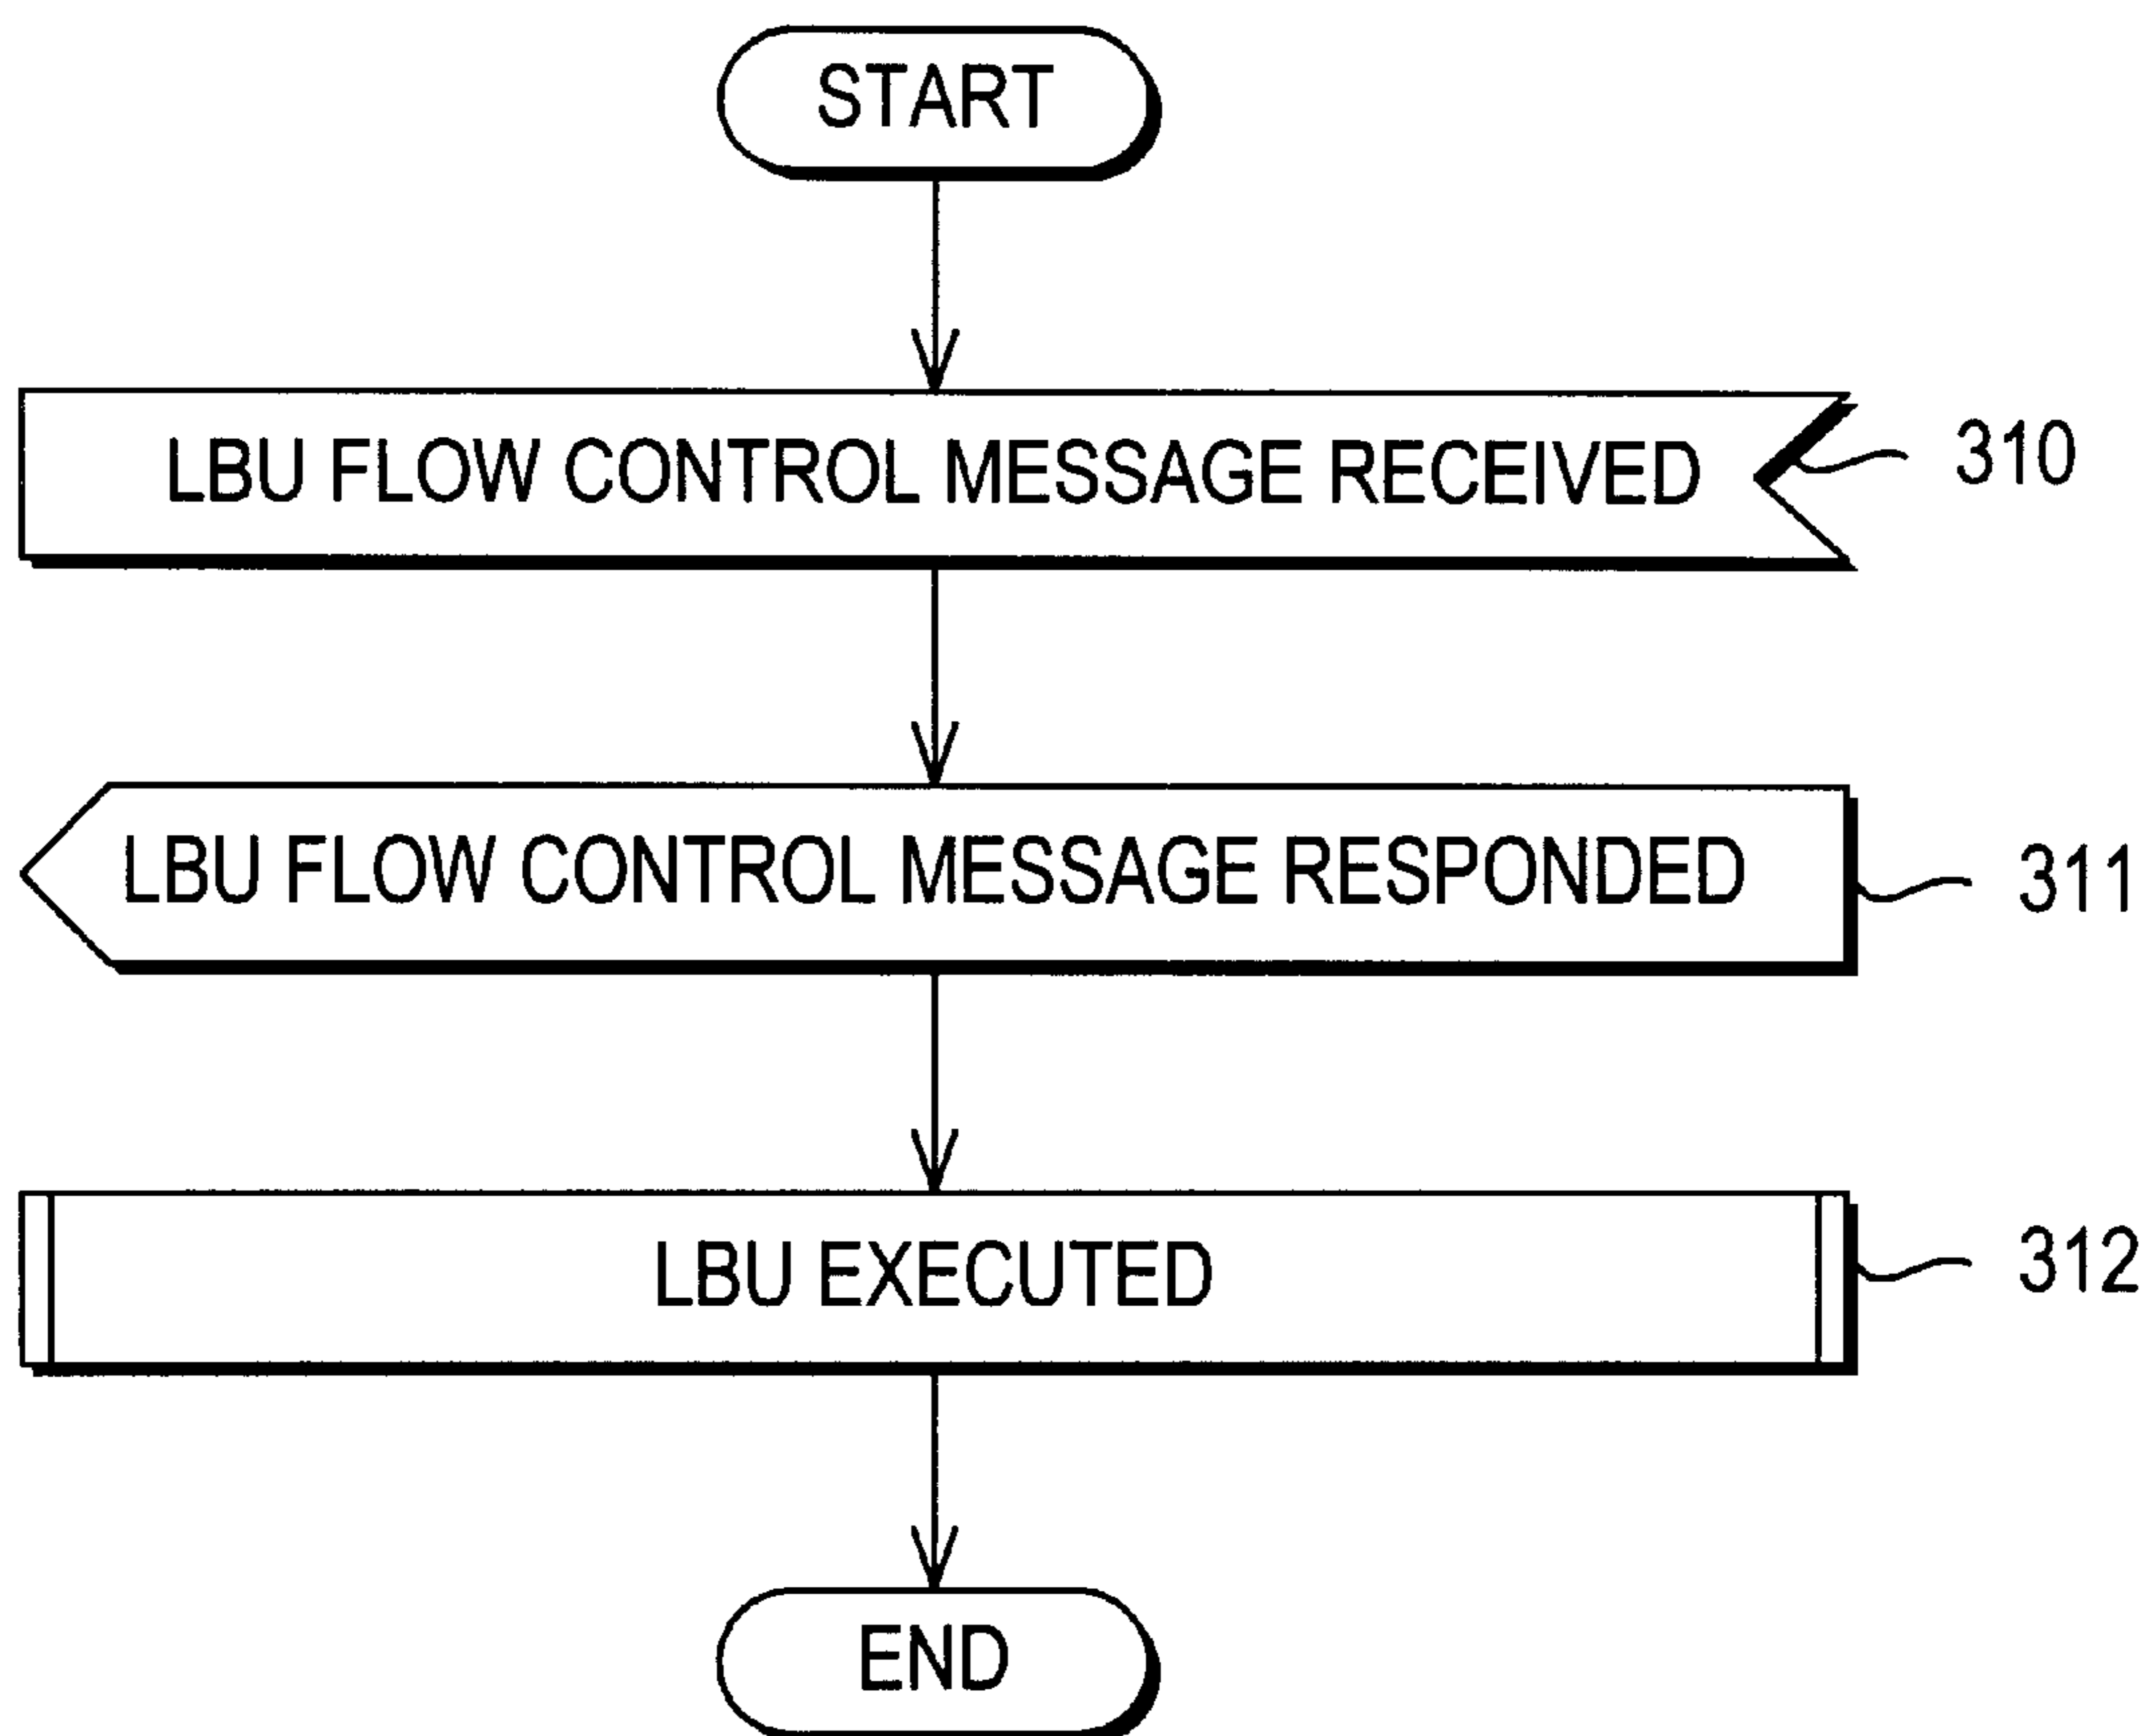 START
LBU FLOW CONTROL MESSAGE RECEIVED
310
LBU FLOW CONTROL MESSAGE RESPONDED
311
LBU EXECUTED
312
END